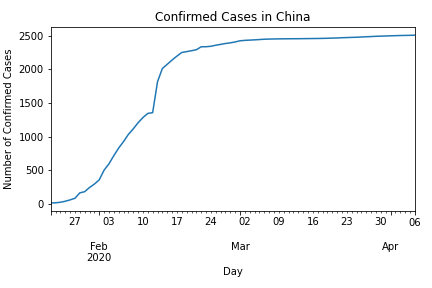 Confirmed Cases in China
Number of Confirmed Cases
2500
2000
1500
1000
500
0
27 03 10 17 24 02 09 16 23 30 06
Feb Mar Apr
2020
Day